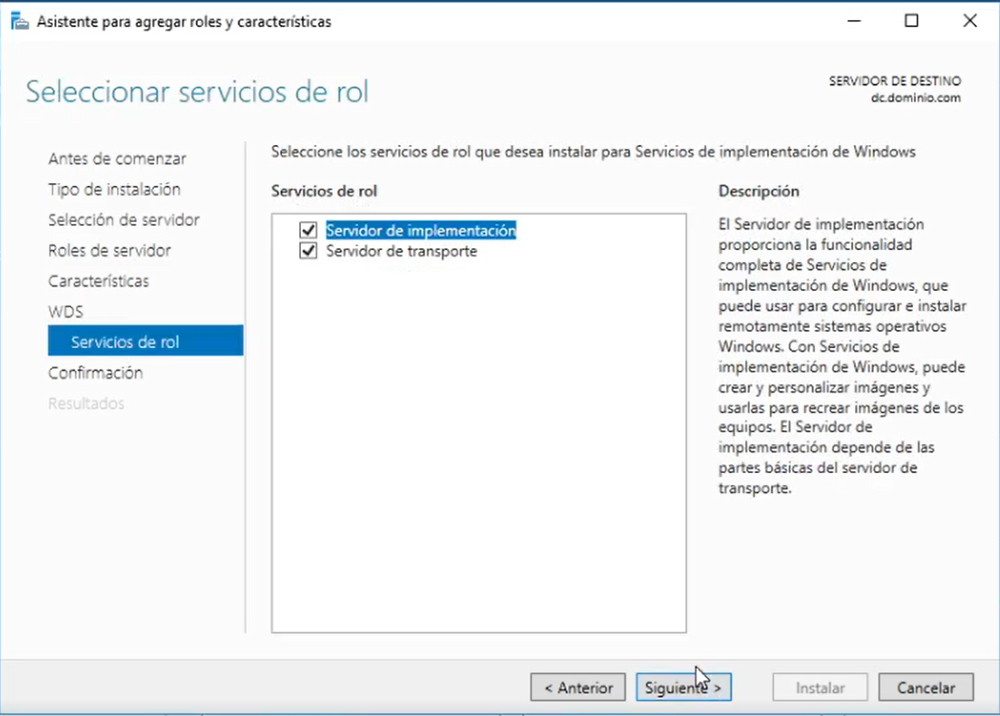 Asistente para agregar roles y características
Seleccionar servicios de rol
SERVIDOR DE DESTINO
dc.dominio.com
Antes de comenzar
Tipo de instalación
Selección de servidor
Roles de servidor
Características
WDS
Servicios de rol
Confirmación
Resultados
Seleccione los servicios de rol que desea instalar para Servicios de implementación de Windows
Servicios de rol
Servidor de implementación
Servidor de transporte
Descripción
El Servidor de implementación
proporciona la funcionalidad
completa de Servicios de
implementación de Windows, que
puede usar para configurar e instalar
remotamente sistemas operativos
Windows. Con Servicios de
implementación de Windows, puede
crear y personalizar imágenes y
usarlas para recrear imágenes de los
equipos. El Servidor de
implementación depende de las
partes básicas del servidor de
transporte.
< Anterior
Siguiente >
Instalar
Cancelar